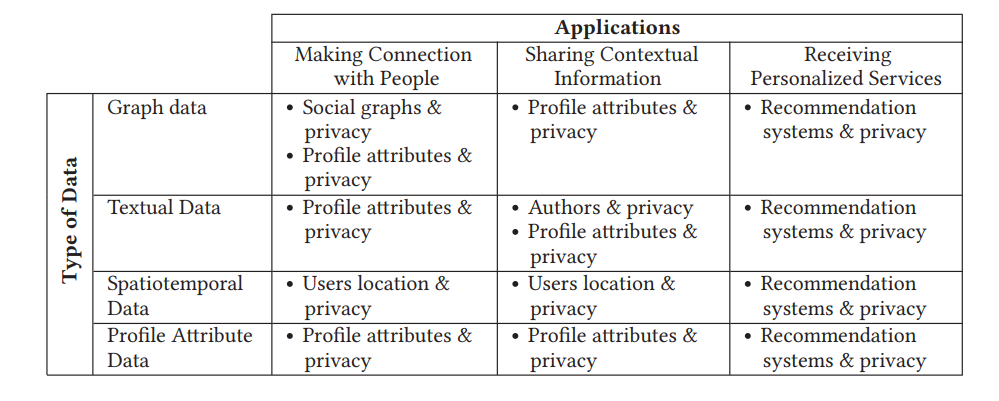 Applications
Making Connection
with People
Sharing Contextual
Information
Receiving
Personalized Services
Type of Data
Graph data
• Social graphs &
privacy
• Profile attributes &
privacy
• Profile attributes &
privacy
• Recommendation
systems & privacy
Textual Data
• Profile attributes &
privacy
• Authors & privacy
• Profile attributes &
privacy
• Recommendation
systems & privacy
Spatiotemporal
Data
• Users location &
privacy
• Users location &
privacy
• Recommendation
systems & privacy
Profile Attribute
Data
• Profile attributes &
privacy
• Profile attributes &
privacy
• Recommendation
systems & privacy